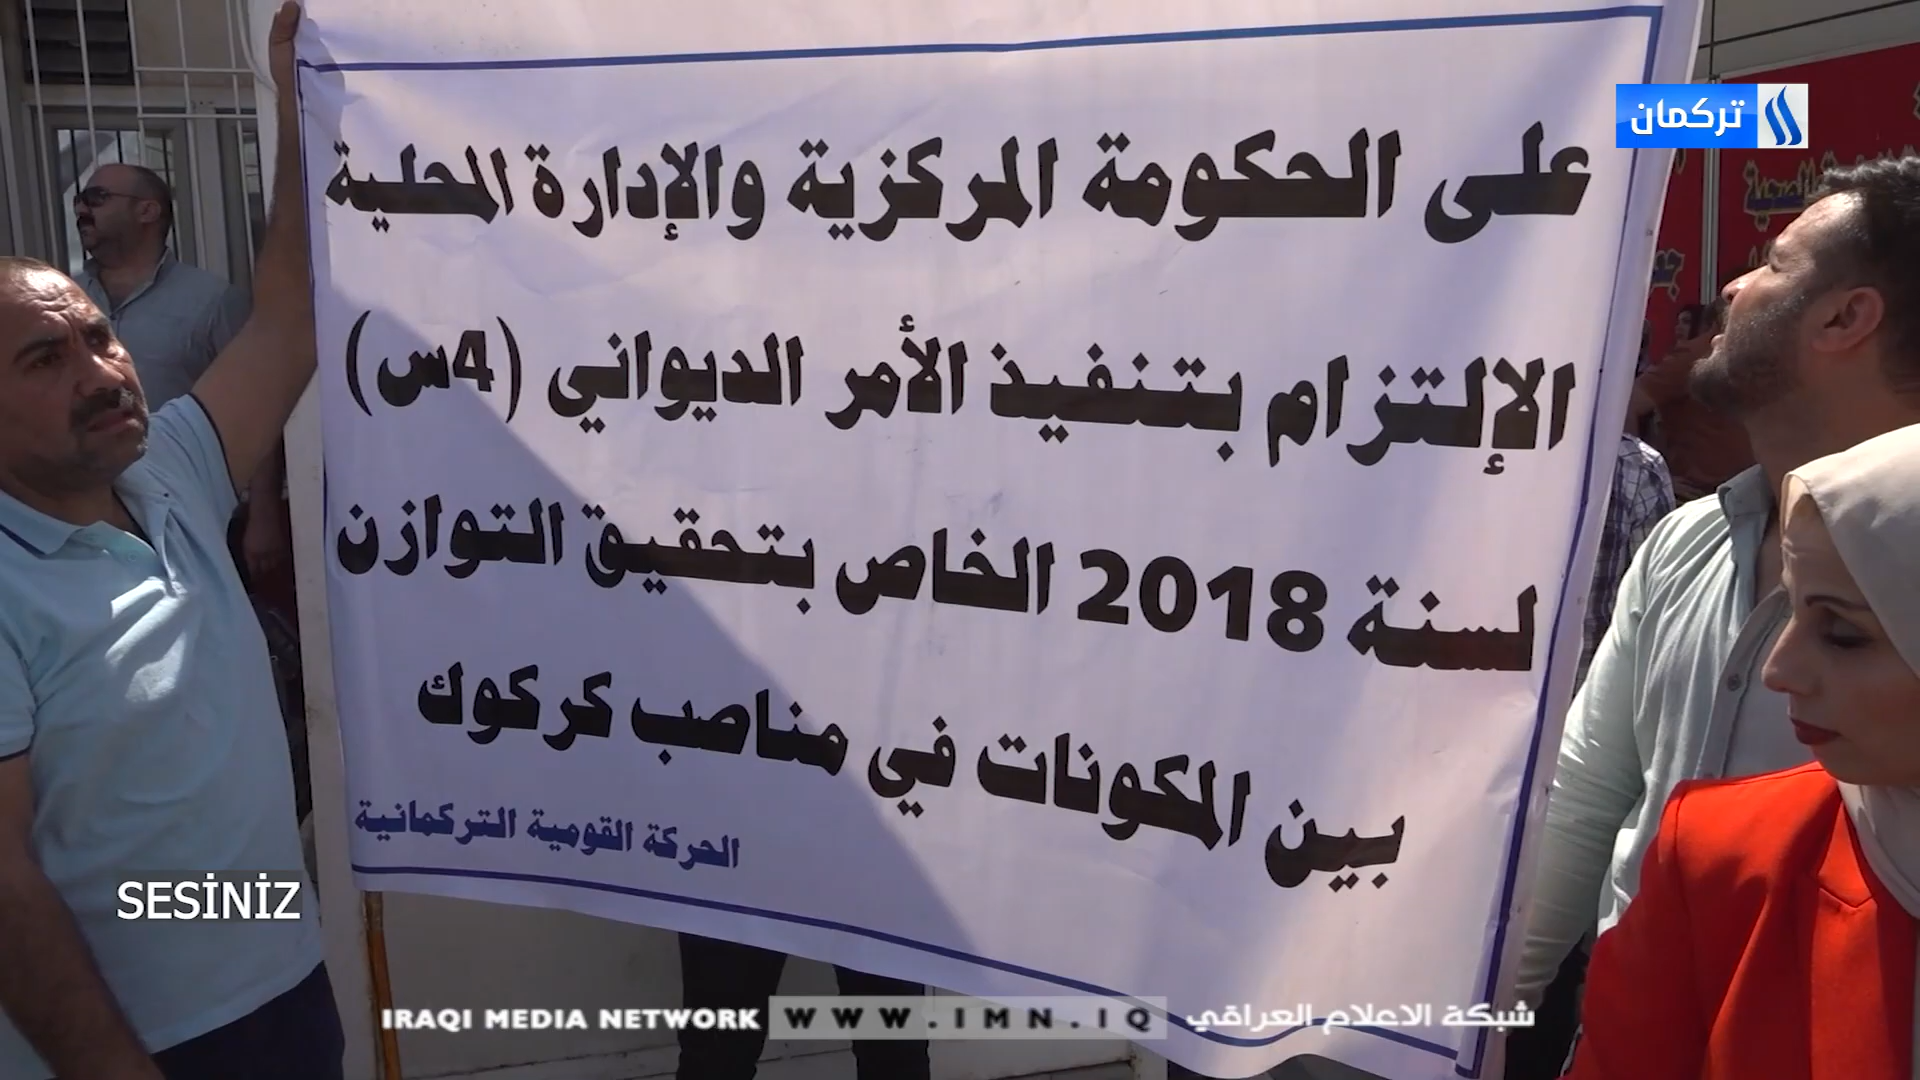 تركمان
على الحكومة المركزية والإدارة المحلية
الإلتزام بتنفيذ الأمر الديواني (4س)
لسنة 2018 الخاص بتحقيق التوازن
بين المكونات في مناصب كركوك
الحركة القومية التركمانية
SESİNİZ
IRAQI MEDIA NETWORK WWW.IMN.IQ شبكة الاعلام العراقي